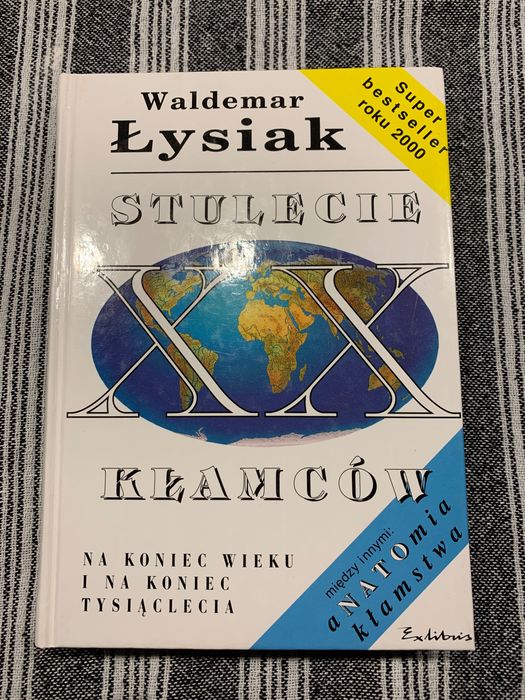 Waldemar
Łysiak
Super
bestseller
roku 2000
STULECIE
XX
KŁAMCÓW
NA KONIEC WIEKU
I NA KONIEC
TYSIĄCLECIA
między innymi:
aNATOmia
kłamstwa
Exlibris